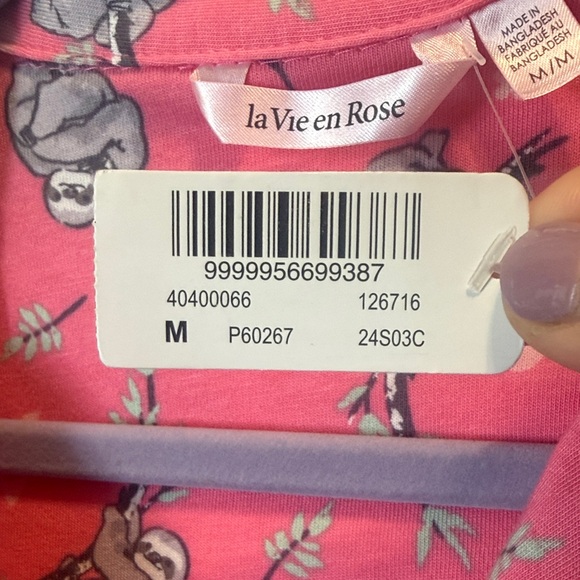 MADE IN
BANGLADESH
FABRIQUÉ AU
BANGLADESH
M/M
la Vie en Rose
9999956699387
40400066 126716
M P60267 24S03C